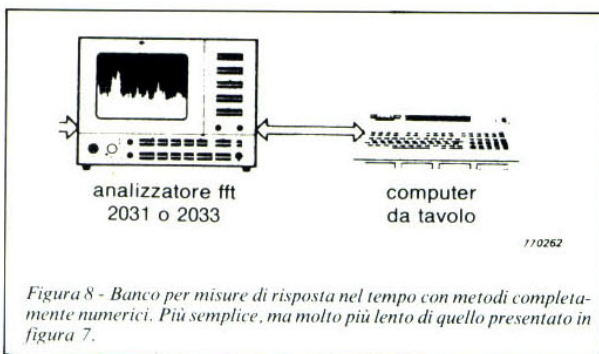 analizzatore fft
2031 o 2033
computer
da tavolo
770262
Figura 8 - Banco per misure di risposta nel tempo con metodi completa-
mente numerici. Più semplice, ma molto più lento di quello presentato in
figura 7.